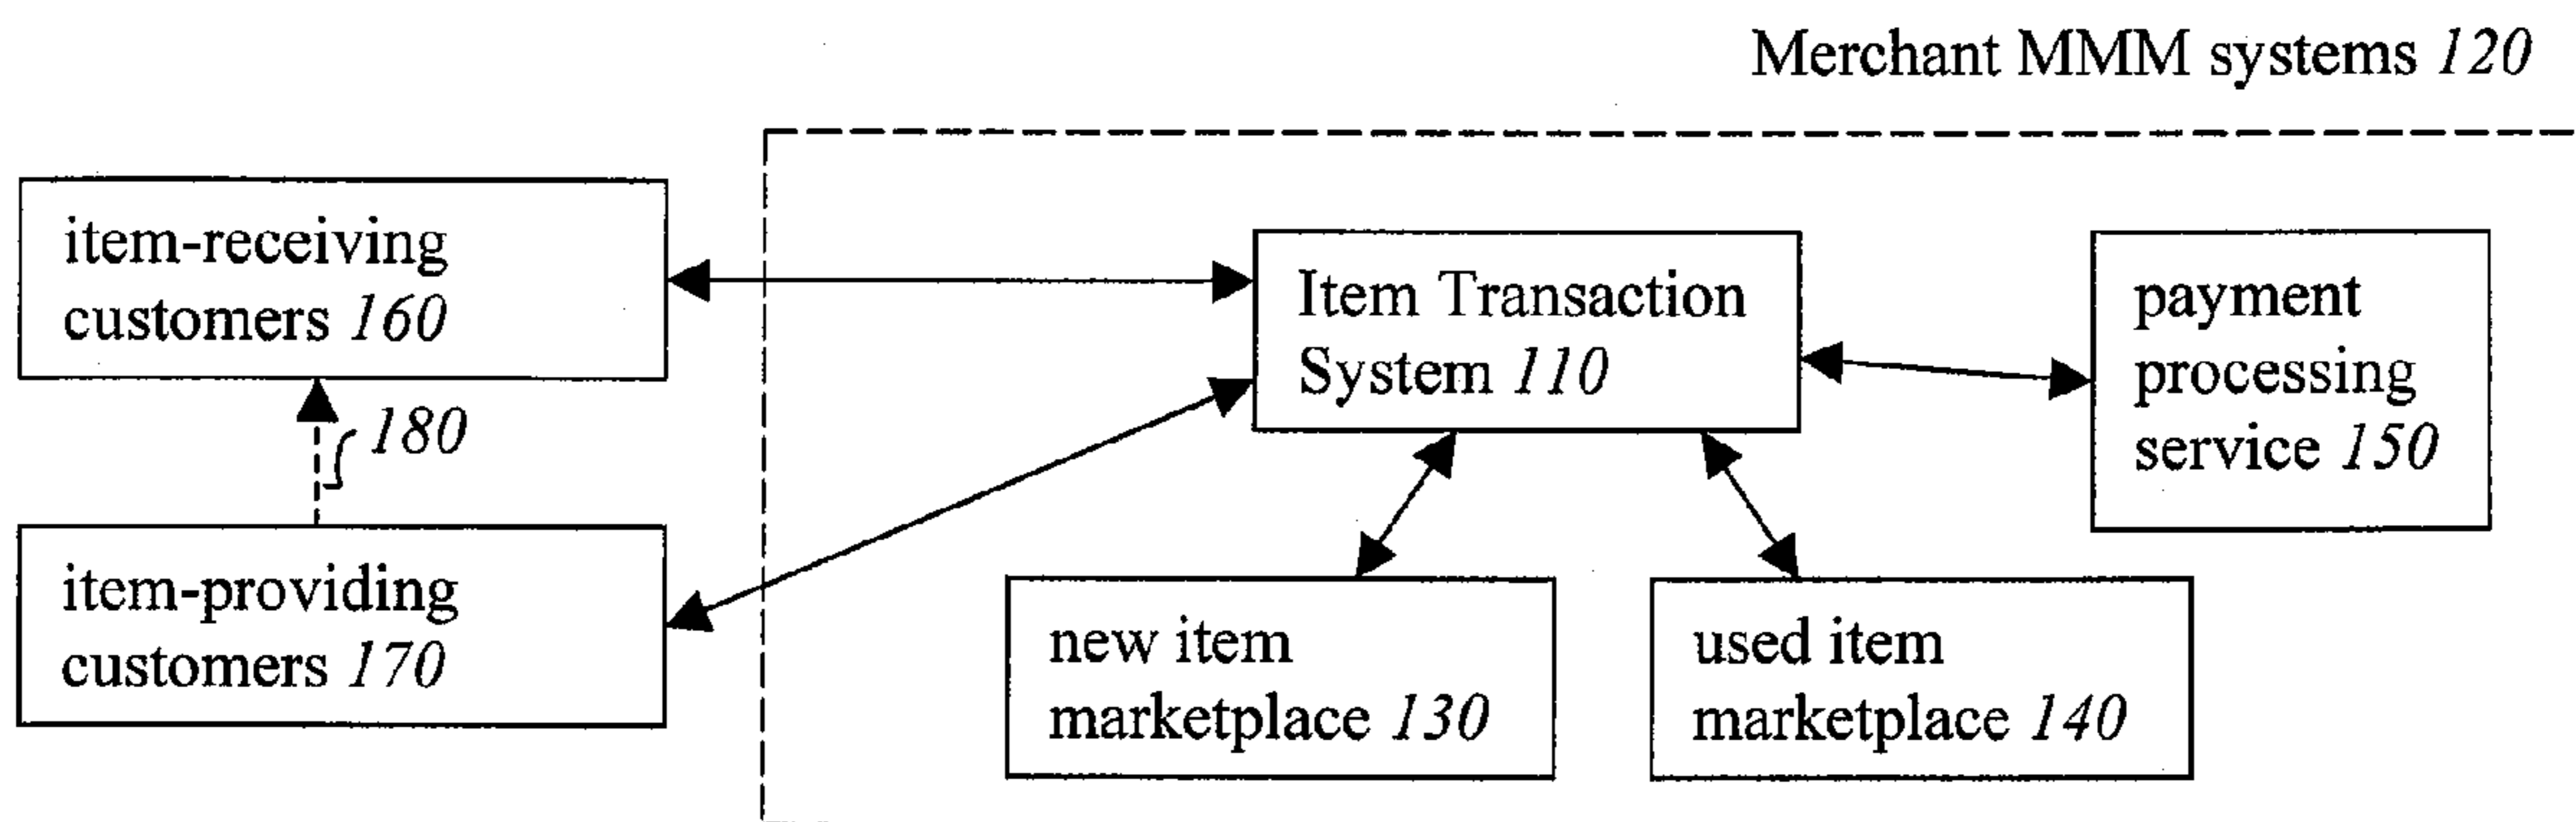 Merchant MMM systems 120
item-receiving
customers 160
Item Transaction
System 110
payment
processing
service 150
180
item-providing
customers 170
new item
marketplace 130
used item
marketplace 140